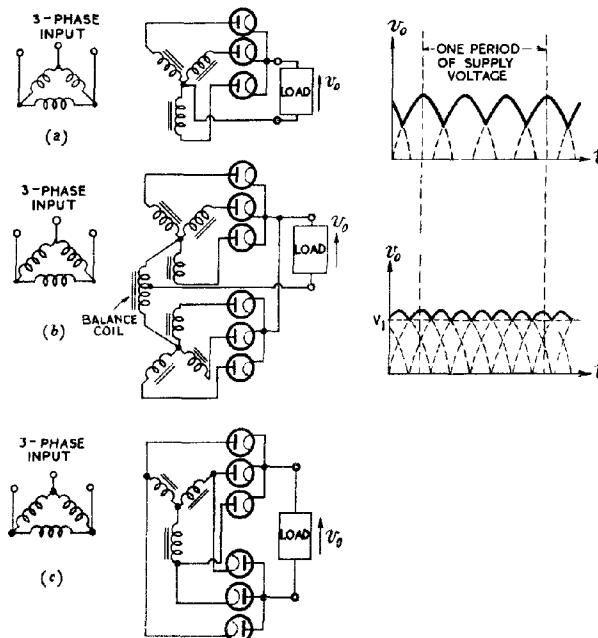 3-PHASE
INPUT
(a)
LOAD
v₀
v₀
ONE PERIOD
OF SUPPLY
VOLTAGE
t
3-PHASE
INPUT
BALANCE
COIL
(b)
LOAD
v₀
v₀
V₁
t
3-PHASE
INPUT
(c)
LOAD
v₀